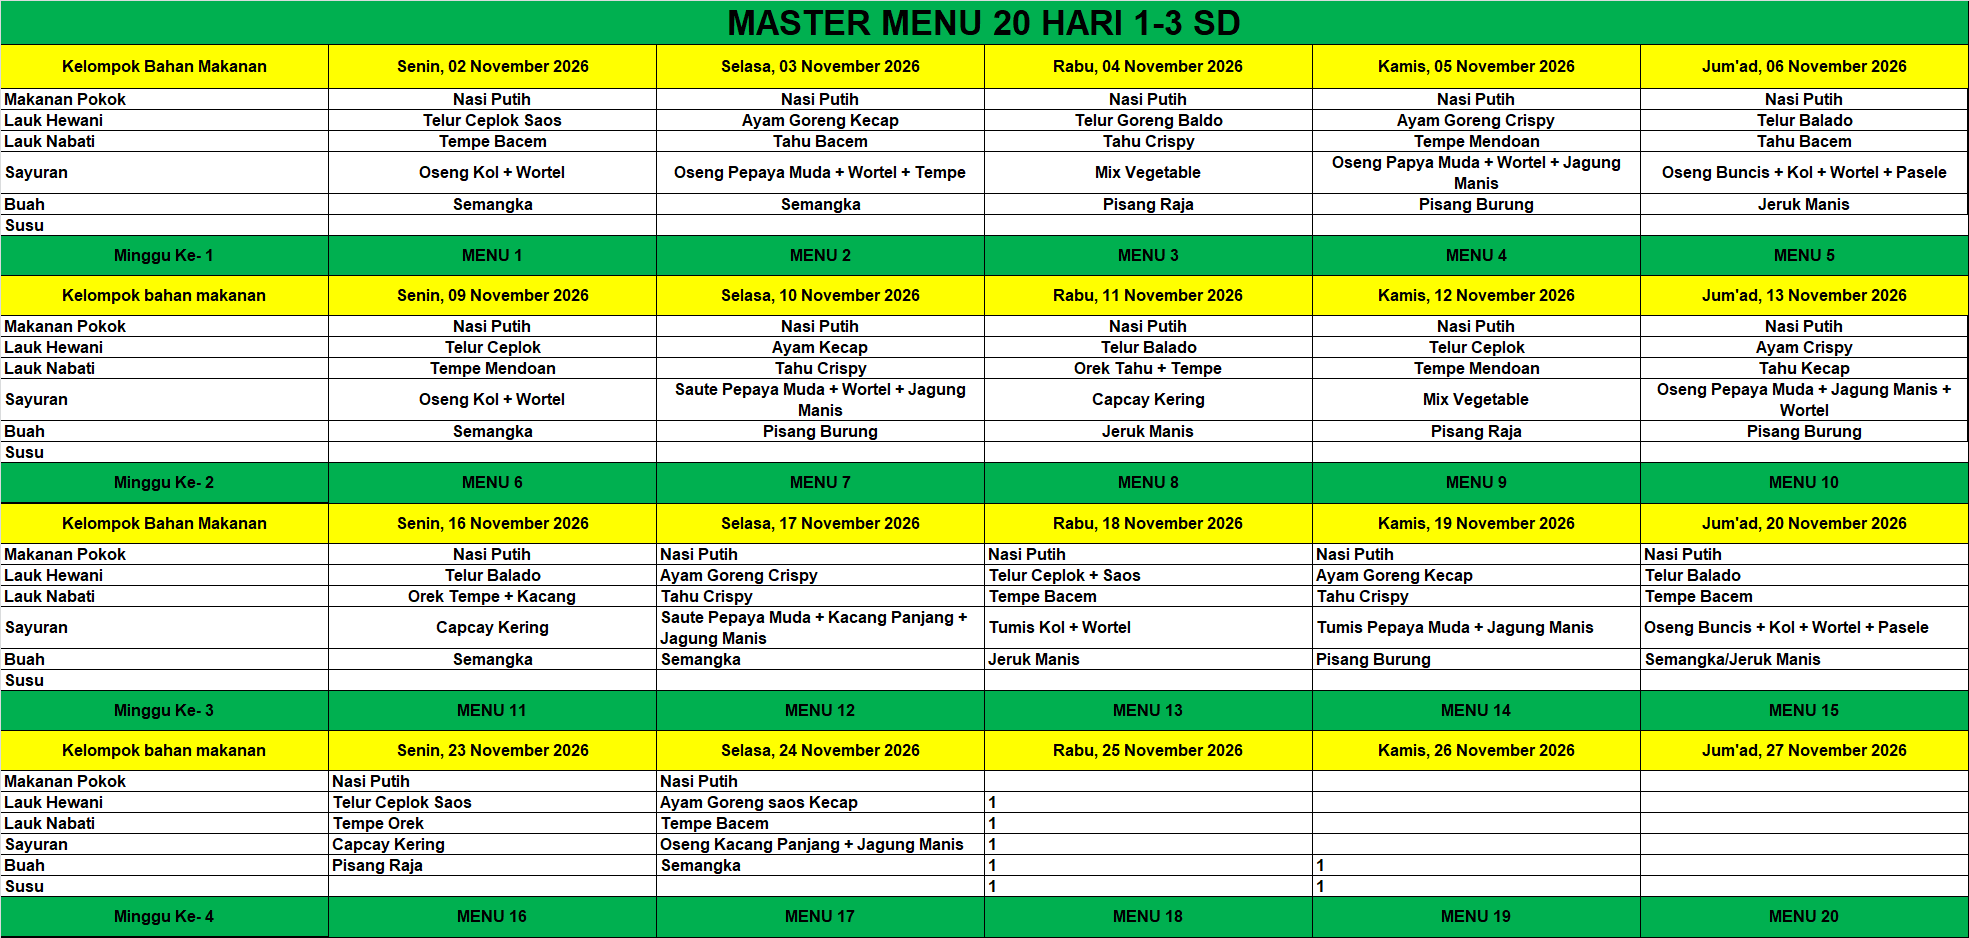 MASTER MENU 20 HARI 1-3 SD
Kelompok Bahan Makanan Senin, 02 November 2026 Selasa, 03 November 2026 Rabu, 04 November 2026 Kamis, 05 November 2026 Jum'ad, 06 November 2026
Makanan Pokok Nasi Putih Nasi Putih Nasi Putih Nasi Putih Nasi Putih
Lauk Hewani Telur Ceplok Saos Ayam Goreng Kecap Telur Goreng Baldo Ayam Goreng Crispy Telur Balado
Lauk Nabati Tempe Bacem Tahu Bacem Tahu Crispy Tempe Mendoan Tahu Bacem
Sayuran Oseng Kol + Wortel Oseng Pepaya Muda + Wortel + Tempe Mix Vegetable Oseng Papya Muda + Wortel + Jagung
Manis Oseng Buncis + Kol + Wortel + Pasele
Buah Semangka Semangka Pisang Raja Pisang Burung Jeruk Manis
Susu
Minggu Ke- 1 MENU 1 MENU 2 MENU 3 MENU 4 MENU 5
Kelompok bahan makanan Senin, 09 November 2026 Selasa, 10 November 2026 Rabu, 11 November 2026 Kamis, 12 November 2026 Jum'ad, 13 November 2026
Makanan Pokok Nasi Putih Nasi Putih Nasi Putih Nasi Putih Nasi Putih
Lauk Hewani Telur Ceplok Ayam Kecap Telur Balado Telur Ceplok Ayam Crispy
Lauk Nabati Tempe Mendoan Tahu Crispy Orek Tahu + Tempe Tempe Mendoan Tahu Kecap
Sayuran Oseng Kol + Wortel Saute Pepaya Muda + Wortel + Jagung
Manis Capcay Kering Mix Vegetable Oseng Pepaya Muda + Jagung Manis +
Wortel
Buah Semangka Pisang Burung Jeruk Manis Pisang Raja Pisang Burung
Susu
Minggu Ke- 2 MENU 6 MENU 7 MENU 8 MENU 9 MENU 10
Kelompok Bahan Makanan Senin, 16 November 2026 Selasa, 17 November 2026 Rabu, 18 November 2026 Kamis, 19 November 2026 Jum'ad, 20 November 2026
Makanan Pokok Nasi Putih Nasi Putih Nasi Putih Nasi Putih Nasi Putih
Lauk Hewani Telur Balado Ayam Goreng Crispy Telur Ceplok + Saos Ayam Goreng Kecap Telur Balado
Lauk Nabati Orek Tempe + Kacang Tahu Crispy Tempe Bacem Tahu Crispy Tempe Bacem
Sayuran Capcay Kering Saute Pepaya Muda + Kacang Panjang +
Jagung Manis Tumis Kol + Wortel Tumis Pepaya Muda + Jagung Manis Oseng Buncis + Kol + Wortel + Pasele
Buah Semangka Semangka Jeruk Manis Pisang Burung Semangka/Jeruk Manis
Susu
Minggu Ke- 3 MENU 11 MENU 12 MENU 13 MENU 14 MENU 15
Kelompok bahan makanan Senin, 23 November 2026 Selasa, 24 November 2026 Rabu, 25 November 2026 Kamis, 26 November 2026 Jum'ad, 27 November 2026
Makanan Pokok Nasi Putih Nasi Putih
Lauk Hewani Telur Ceplok Saos Ayam Goreng saos Kecap 1
Lauk Nabati Tempe Orek Tempe Bacem 1
Sayuran Capcay Kering Oseng Kacang Panjang + Jagung Manis 1
Buah Pisang Raja Semangka 1 1
Susu 1 1
Minggu Ke- 4 MENU 16 MENU 17 MENU 18 MENU 19 MENU 20